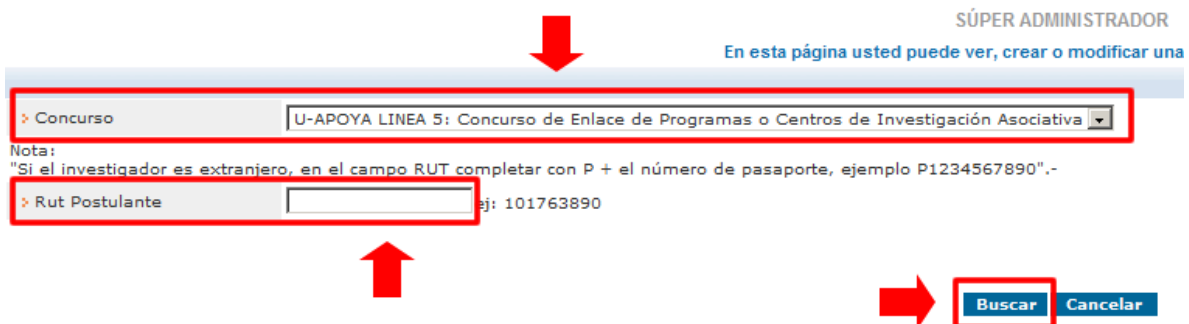 SÚPER ADMINISTRADOR
En esta página usted puede ver, crear o modificar una
Concurso
U-APOYA LINEA 5: Concurso de Enlace de Programas o Centros de Investigación Asociativa
Nota:
"Si el investigador es extranjero, en el campo RUT completar con P + el número de pasaporte, ejemplo P1234567890".-
Rut Postulante ej: 101763890
Buscar Cancelar